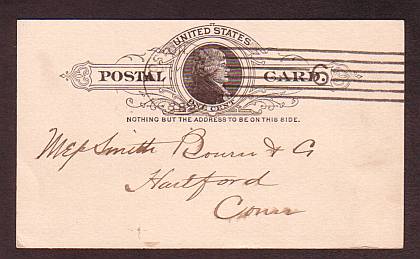 UNITED STATES
POSTAL CARD.
ONE CENT
NOTHING BUT THE ADDRESS TO BE ON THIS SIDE.
Mess Smith Bourn & Co
Hartford
Conn